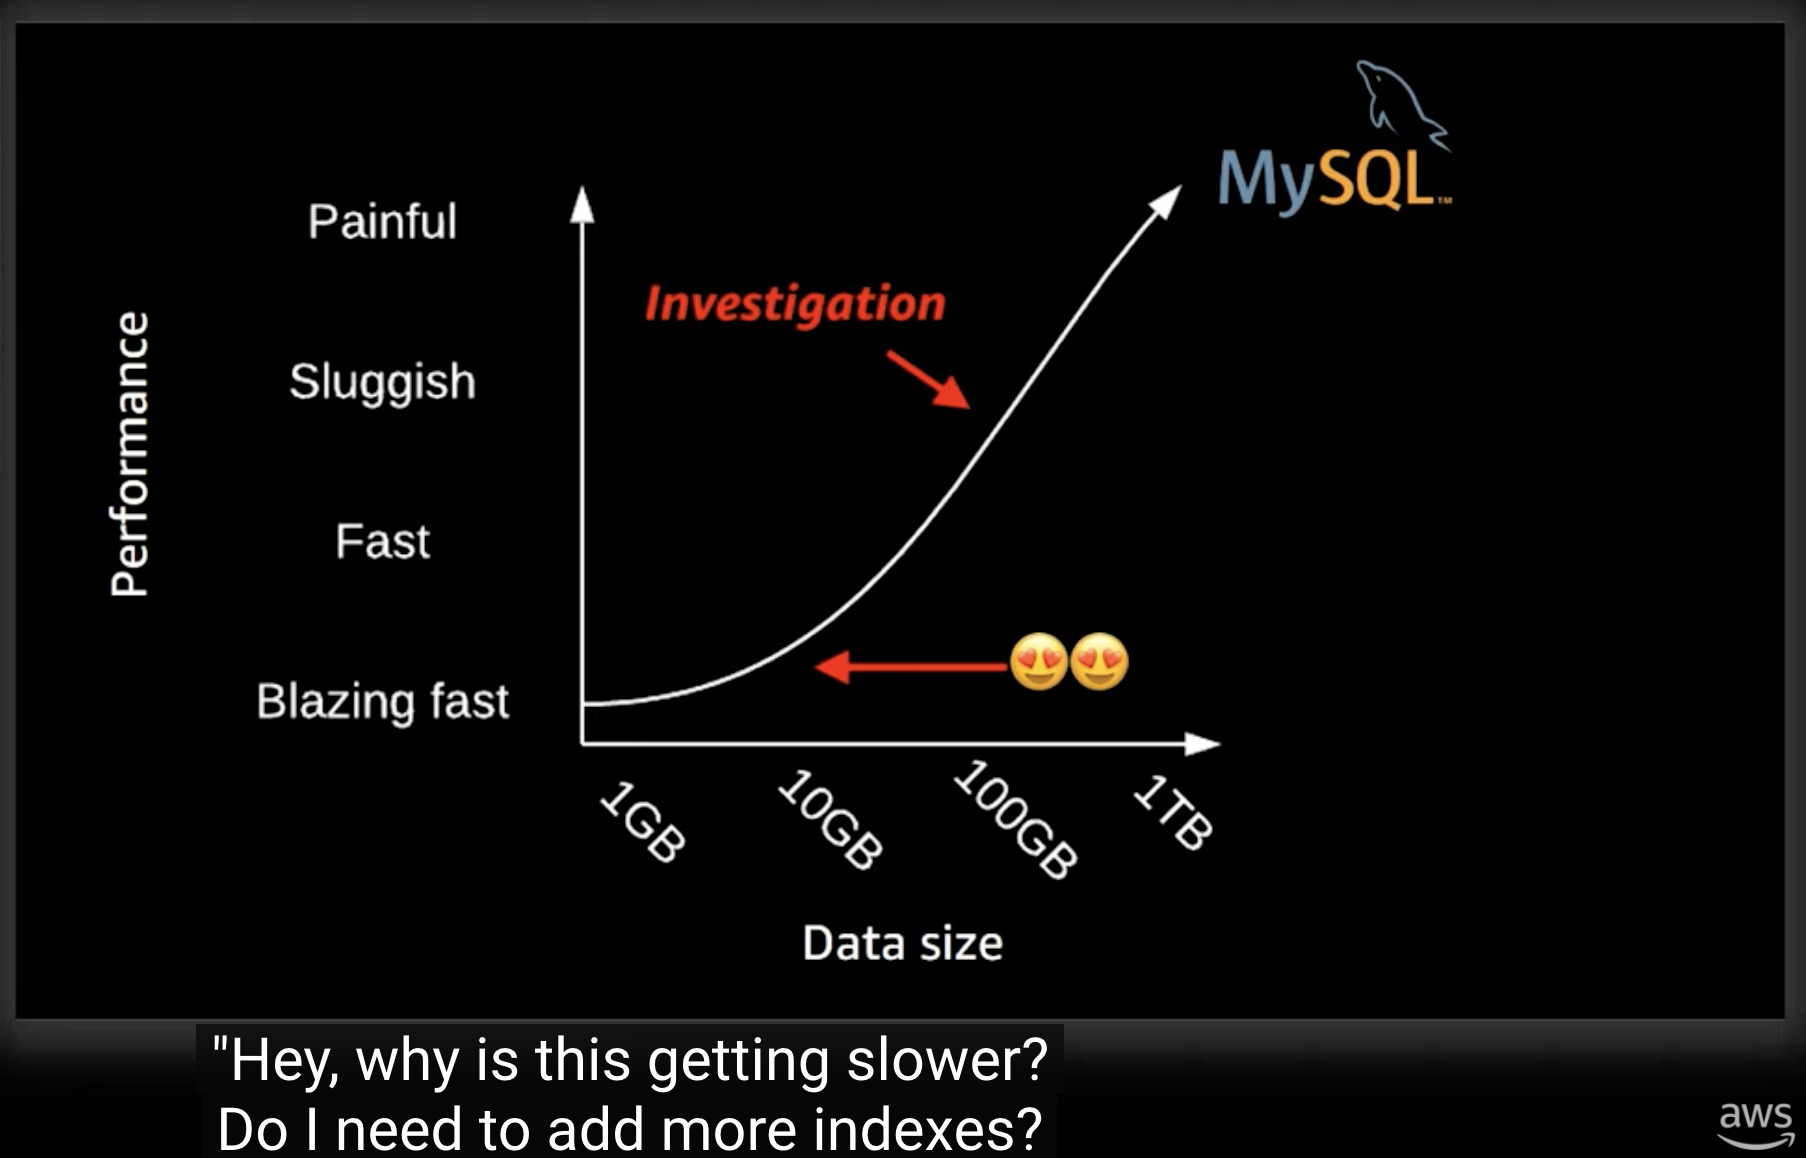 MySQL™
Painful
Investigation
Sluggish
Performance
Fast
Blazing fast
1GB
10GB
100GB
1TB
Data size
"Hey, why is this getting slower?
Do I need to add more indexes?
aws